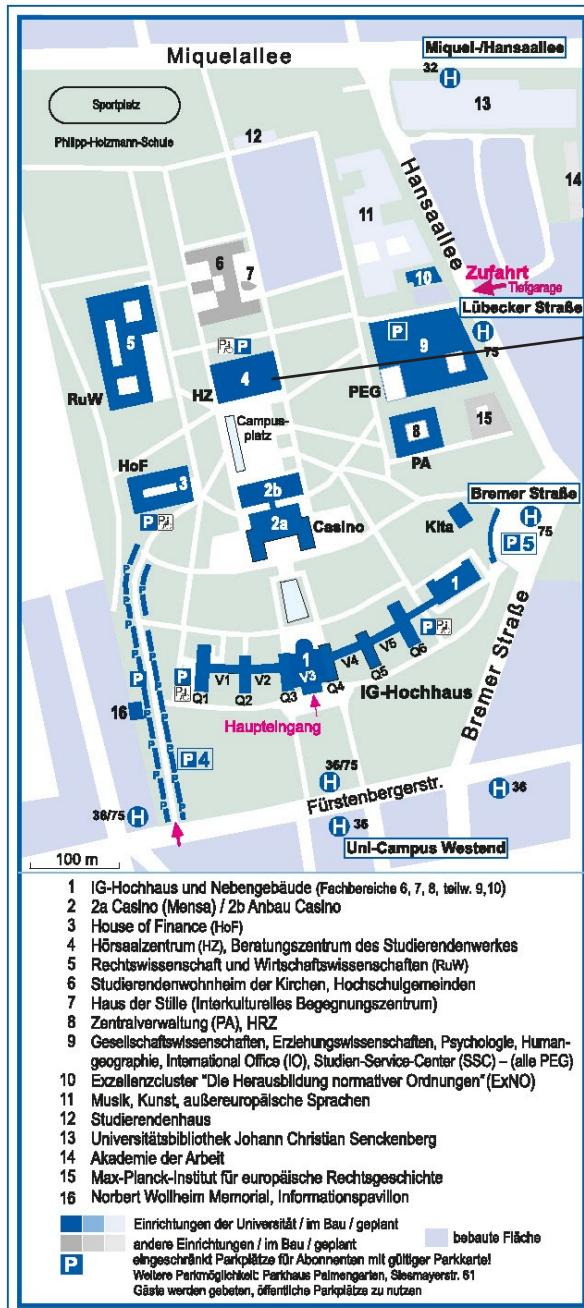 Miquelallee
Miquel-/Hansaallee
32 H
Sportplatz
Philipp-Holzmann-Schule
12
13
14
Hansaallee
11
6
7
10
Zufahrt
Tiefgarage
Lübecker Straße
H
75
5
RuW
P P
4
HZ
P
9
PEG
Campus-
platz
8
PA
15
HoF
3
P P
2b
2a
Casino
Kita
Bremer Straße
H
75
P 5
1
P P
P
P
Q1 V1 Q2 V2 Q3 1 V3 Q4 V4 Q5 V5 Q6
IG-Hochhaus
Haupteingang
Bremer Straße
P
16
P 4
36/75
H
36/75
H
Fürstenbergerstr.
H 36
H 36
Uni-Campus Westend
100 m
1 IG-Hochhaus und Nebengebäude (Fachbereiche 6, 7, 8, teilw. 9,10)
2 2a Casino (Mensa) / 2b Anbau Casino
3 House of Finance (HoF)
4 Hörsaalzentrum (HZ), Beratungszentrum des Studierendenwerkes
5 Rechtswissenschaft und Wirtschaftswissenschaften (RuW)
6 Studierendenwohnheim der Kirchen, Hochschulgemeinden
7 Haus der Stille (Interkulturelles Begegnungszentrum)
8 Zentralverwaltung (PA), HRZ
9 Gesellschaftswissenschaften, Erziehungswissenschaften, Psychologie, Human-
geographie, International Office (IO), Studien-Service-Center (SSC) – (alle PEG)
10 Exzellenzcluster "Die Herausbildung normativer Ordnungen" (ExNO)
11 Musik, Kunst, außereuropäische Sprachen
12 Studierendenhaus
13 Universitätsbibliothek Johann Christian Senckenberg
14 Akademie der Arbeit
15 Max-Planck-Institut für europäische Rechtsgeschichte
16 Norbert Wollheim Memorial, Informationspavillon
Einrichtungen der Universität / im Bau / geplant
bebaute Fläche
andere Einrichtungen / im Bau / geplant
P eingeschränkt Parkplätze für Abonnenten mit gültiger Parkkarte!
Weitere Parkmöglichkeit: Parkhaus Palmengarten, Siesmayerstr. 61
Gäste werden gebeten, öffentliche Parkplätze zu nutzen